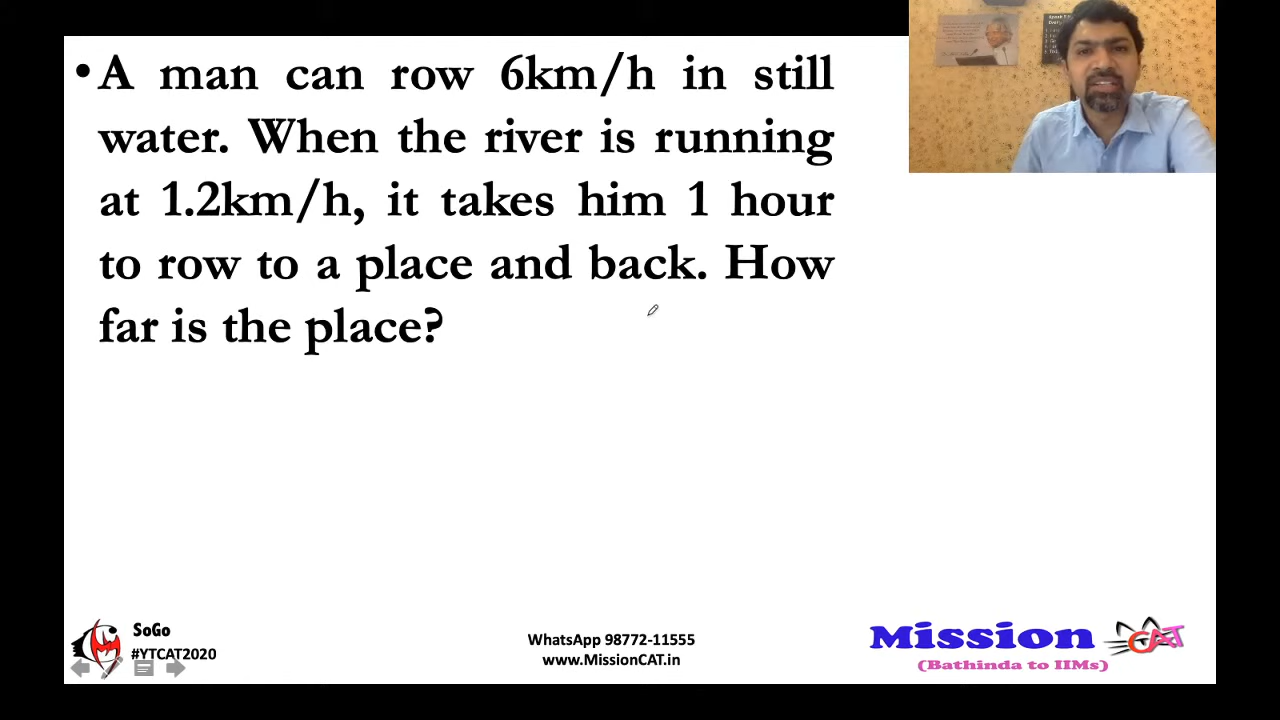 •A man can row 6km/h in still
water. When the river is running
at 1.2km/h, it takes him 1 hour
to row to a place and back. How
far is the place?
SoGo
#YTCAT2020
WhatsApp 98772-11555
www.MissionCAT.in
Mission CAT
(Bathinda to IIMs)